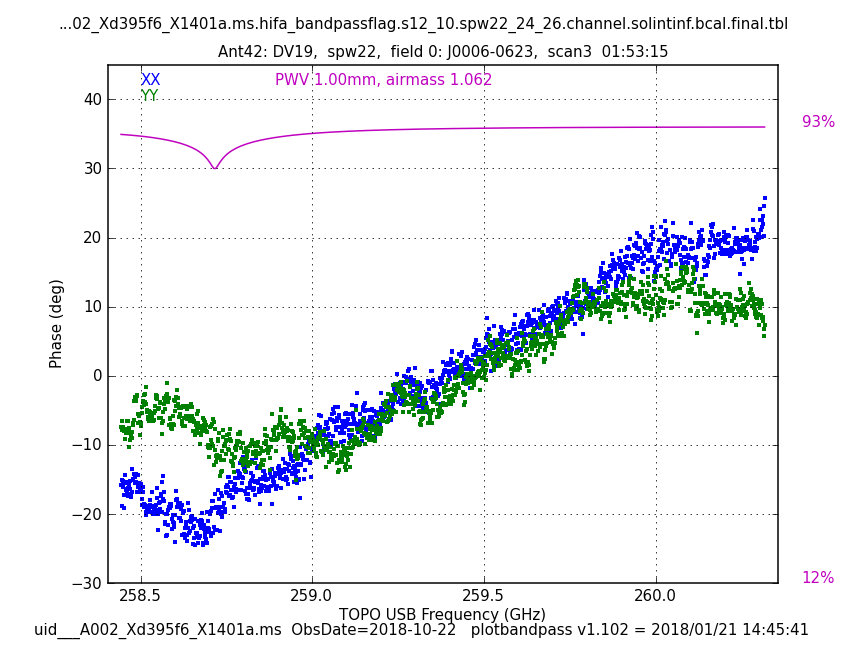 ...02_Xd395f6_X1401a.ms.hifa_bandpassflag.s12_10.spw22_24_26.channel.solintinf.bcal.final.tbl
Ant42: DV19,  spw22,  field 0: J0006-0623,  scan3  01:53:15
XX
PWV 1.00mm, airmass 1.062
YY
93%
12%
40
30
20
10
0
−10
−20
−30
Phase (deg)
258.5
259.0
259.5
260.0
TOPO USB Frequency (GHz)
uid___A002_Xd395f6_X1401a.ms  ObsDate=2018-10-22   plotbandpass v1.102 = 2018/01/21 14:45:41